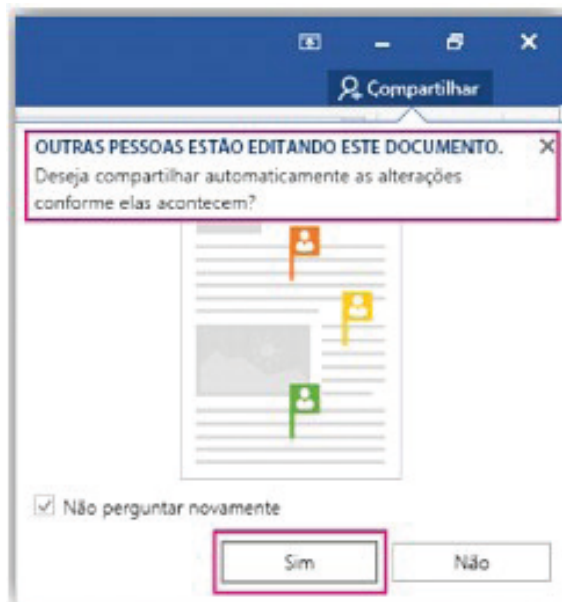 Compartilhar
OUTRAS PESSOAS ESTÃO EDITANDO ESTE DOCUMENTO.
Deseja compartilhar automaticamente as alterações
conforme elas acontecem?
Não perguntar novamente
Sim
Não